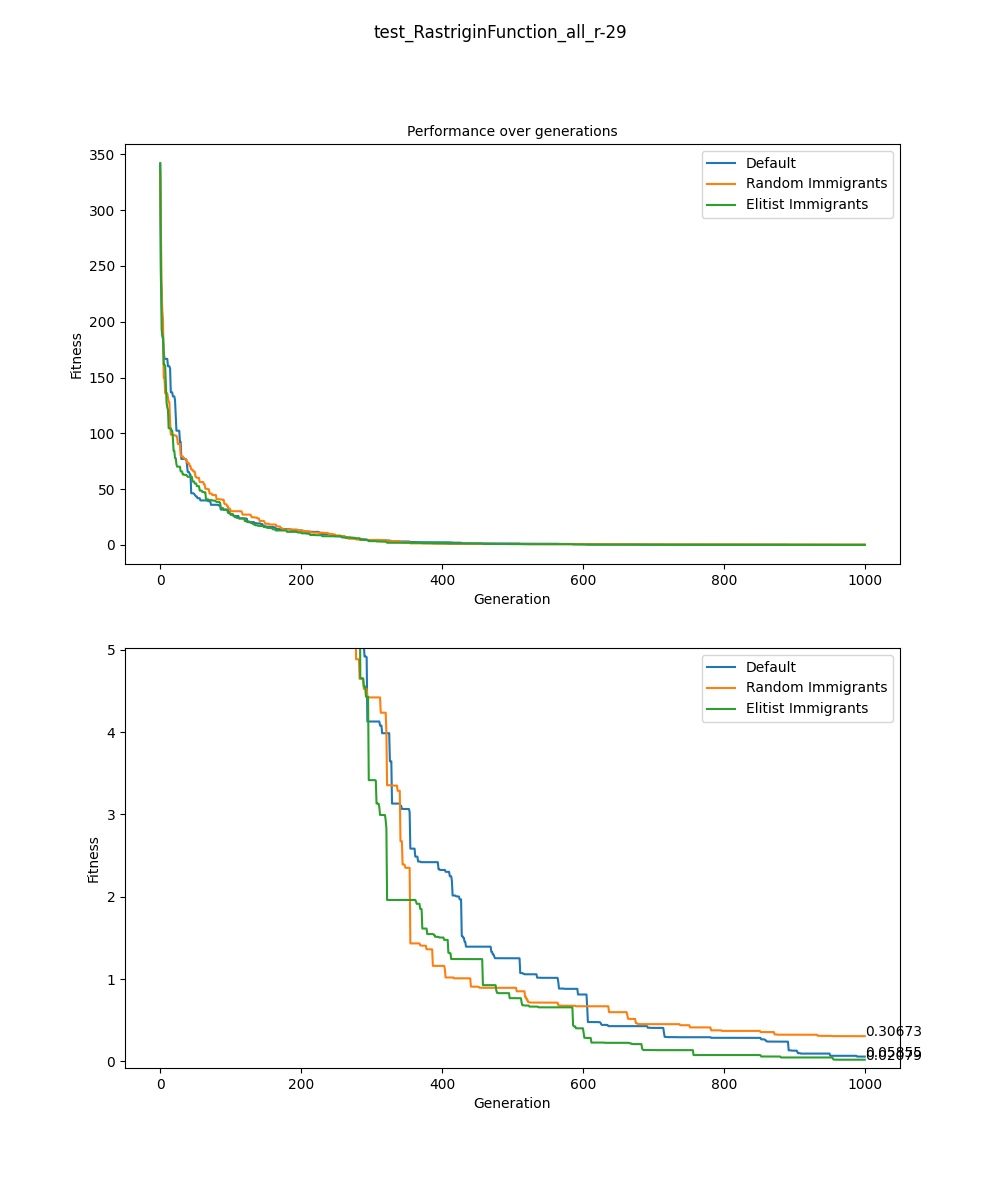 test_RastriginFunction_all_r-29
Performance over generations
Fitness
350
300
250
200
150
100
50
0
Default
Random Immigrants
Elitist Immigrants
0 200 400 600 800 1000
Generation
Fitness
5
4
3
2
1
0
Default
Random Immigrants
Elitist Immigrants
0.30673
0 200 400 600 800 1000
Generation